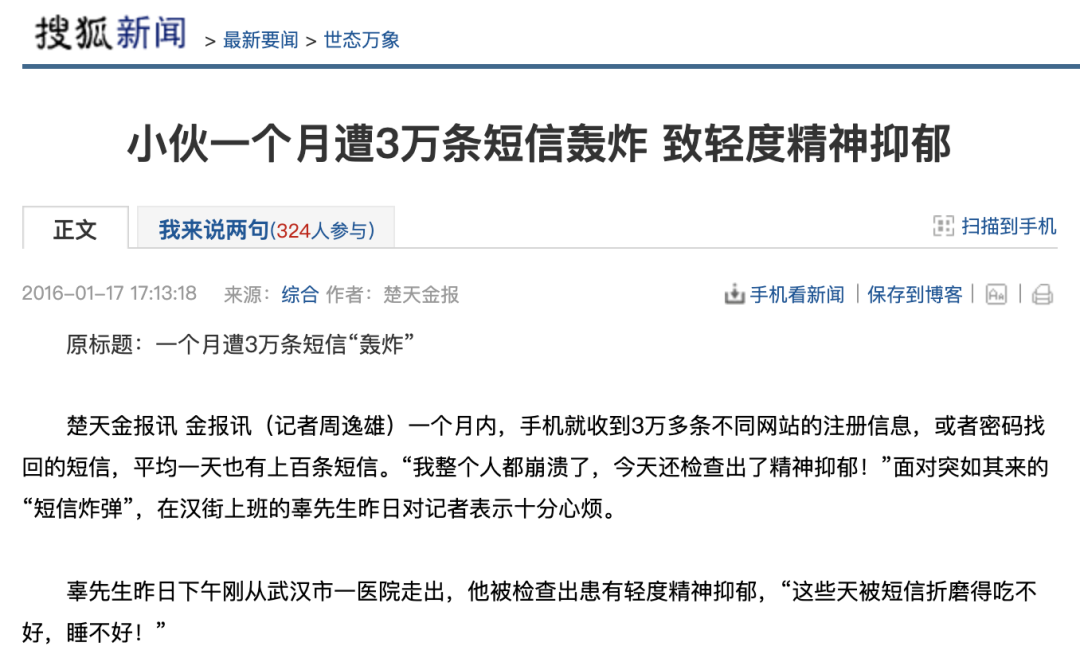 搜狐新闻 > 最新要闻 > 世态万象
小伙一个月遭3万条短信轰炸 致轻度精神抑郁
正文 我来说两句(324人参与) 扫描到手机
2016-01-17 17:13:18 来源：综合 作者：楚天金报 手机看新闻 | 保存到博客 | Aa |
原标题：一个月遭3万条短信“轰炸”
楚天金报讯 金报讯（记者周逸雄）一个月内，手机就收到3万多条不同网站的注册信息，或者密码找
回的短信，平均一天也有上百条短信。“我整个人都崩溃了，今天还检查出了精神抑郁！”面对突如其来的
“短信炸弹”，在汉街上班的辜先生昨日对记者表示十分心烦。
辜先生昨日下午刚从武汉市一医院走出，他被检查出患有轻度精神抑郁，“这些天被短信折磨得吃不
好，睡不好！”